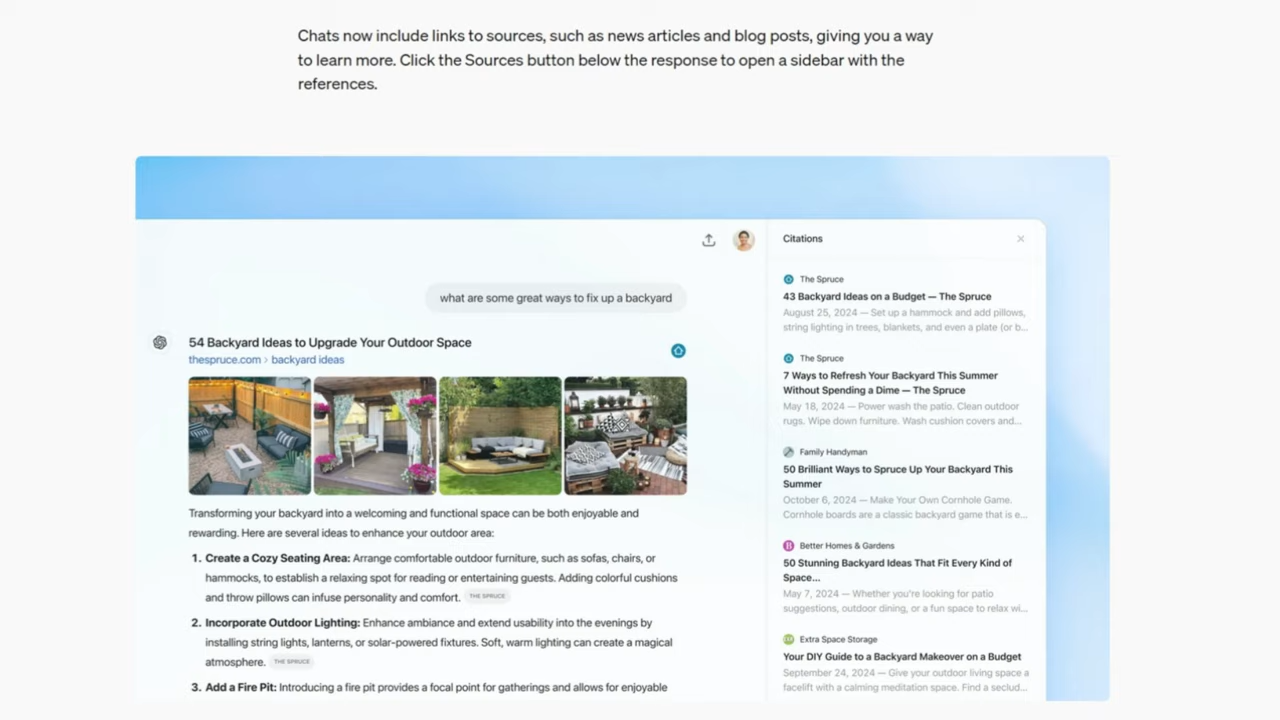 Chats now include links to sources, such as news articles and blog posts, giving you a way
to learn more. Click the Sources button below the response to open a sidebar with the
references.
what are some great ways to fix up a backyard
54 Backyard Ideas to Upgrade Your Outdoor Space
thespruce.com › backyard ideas
Transforming your backyard into a welcoming and functional space can be both enjoyable and
rewarding. Here are several ideas to enhance your outdoor area:
1. Create a Cozy Seating Area: Arrange comfortable outdoor furniture, such as sofas, chairs, or
hammocks, to establish a relaxing spot for reading or entertaining guests. Adding colorful cushions
and throw pillows can infuse personality and comfort. THE SPRUCE
2. Incorporate Outdoor Lighting: Enhance ambiance and extend usability into the evenings by
installing string lights, lanterns, or solar-powered fixtures. Soft, warm lighting can create a magical
atmosphere. THE SPRUCE
3. Add a Fire Pit: Introducing a fire pit provides a focal point for gatherings and allows for enjoyable
Citations
The Spruce
43 Backyard Ideas on a Budget — The Spruce
August 25, 2024 — Set up a hammock and add pillows,
string lighting in trees, blankets, and even a plate (or b...
The Spruce
7 Ways to Refresh Your Backyard This Summer
Without Spending a Dime — The Spruce
May 18, 2024 — Power wash the patio. Clean outdoor
rugs. Wipe down furniture. Wash cushion covers and...
Family Handyman
50 Brilliant Ways to Spruce Up Your Backyard This
Summer
October 6, 2024 — Make Your Own Cornhole Game.
Cornhole boards are a classic backyard game that is e...
Better Homes & Gardens
50 Stunning Backyard Ideas That Fit Every Kind of
Space...
May 7, 2024 — Whether you're looking for patio
suggestions, outdoor dining, or a fun space to relax wi...
Extra Space Storage
Your DIY Guide to a Backyard Makeover on a Budget
September 24, 2024 — Give your outdoor living space a
facelift with a calming meditation space. Find a seclud...